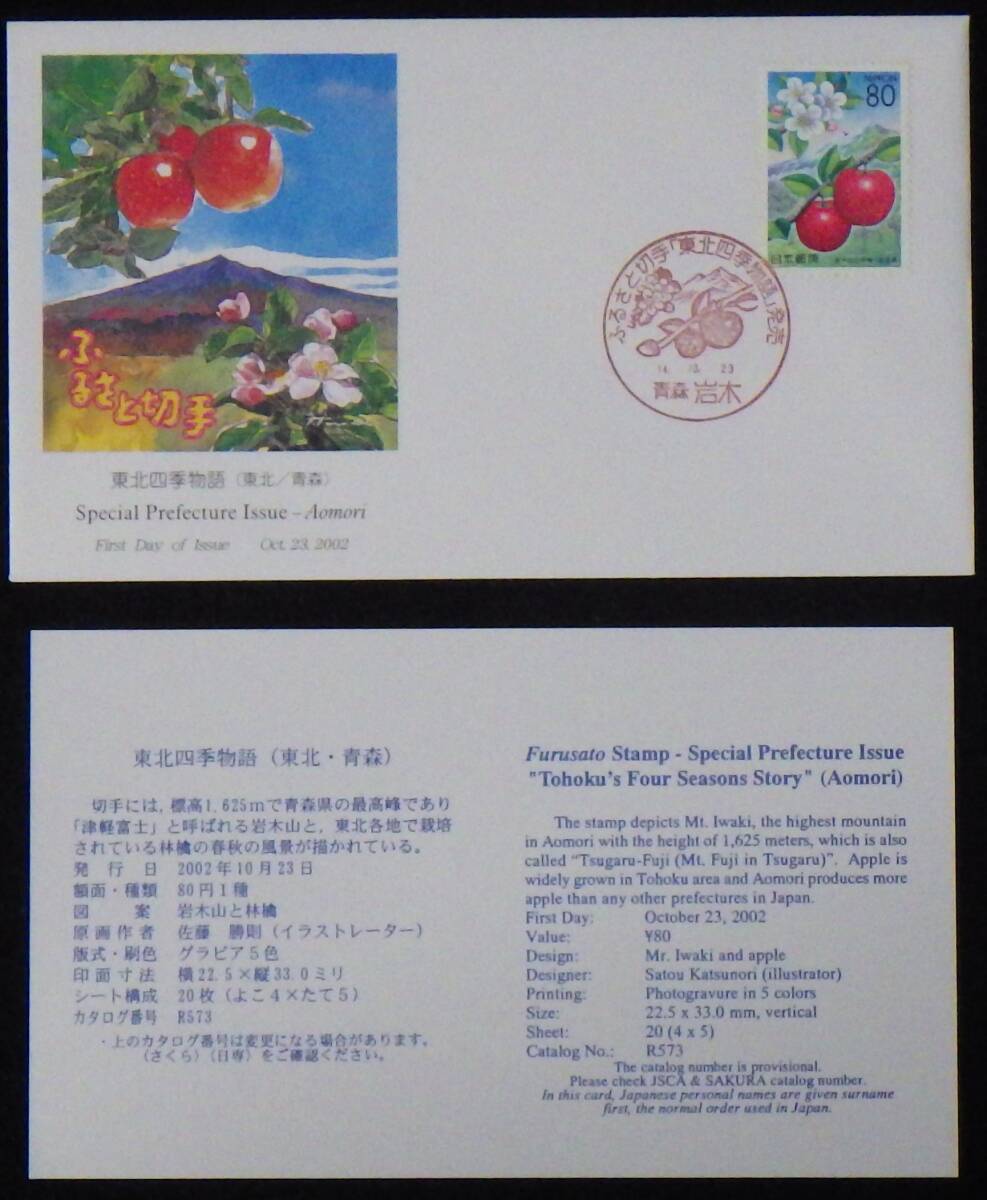 ふるさと切手
東北四季物語（東北／青森）
Special Prefecture Issue – Aomori
First Day of Issue Oct. 23, 2002
NIPPON
80
日本郵便
ふるさと切手「東北四季物語」発売
14. 10. 23
青森 岩木
東北四季物語（東北・青森）
切手には，標高1,625mで青森県の最高峰であり
「津軽富士」と呼ばれる岩木山と，東北各地で栽培
されている林檎の春秋の風景が描かれている。
発行日 2002年10月23日
額面・種類 80円1種
図案 岩木山と林檎
原画作者 佐藤 勝則（イラストレーター）
版式・刷色 グラビア5色
印面寸法 横22.5×縦33.0ミリ
シート構成 20枚（よこ4×たて5）
カタログ番号 R573
・上のカタログ番号は変更になる場合があります。
（さくら）（日専）をご確認ください。
Furusato Stamp - Special Prefecture Issue
"Tohoku's Four Seasons Story" (Aomori)
The stamp depicts Mt. Iwaki, the highest mountain
in Aomori with the height of 1,625 meters, which is also
called "Tsugaru-Fuji (Mt. Fuji in Tsugaru)". Apple is
widely grown in Tohoku area and Aomori produces more
apple than any other prefectures in Japan.
First Day: October 23, 2002
Value: ¥80
Design: Mr. Iwaki and apple
Designer: Satou Katsunori (illustrator)
Printing: Photogravure in 5 colors
Size: 22.5 x 33.0 mm, vertical
Sheet: 20 (4 x 5)
Catalog No.: R573
The catalog number is provisional.
Please check JSCA & SAKURA catalog number.
In this card, Japanese personal names are given surname
first, the normal order used in Japan.